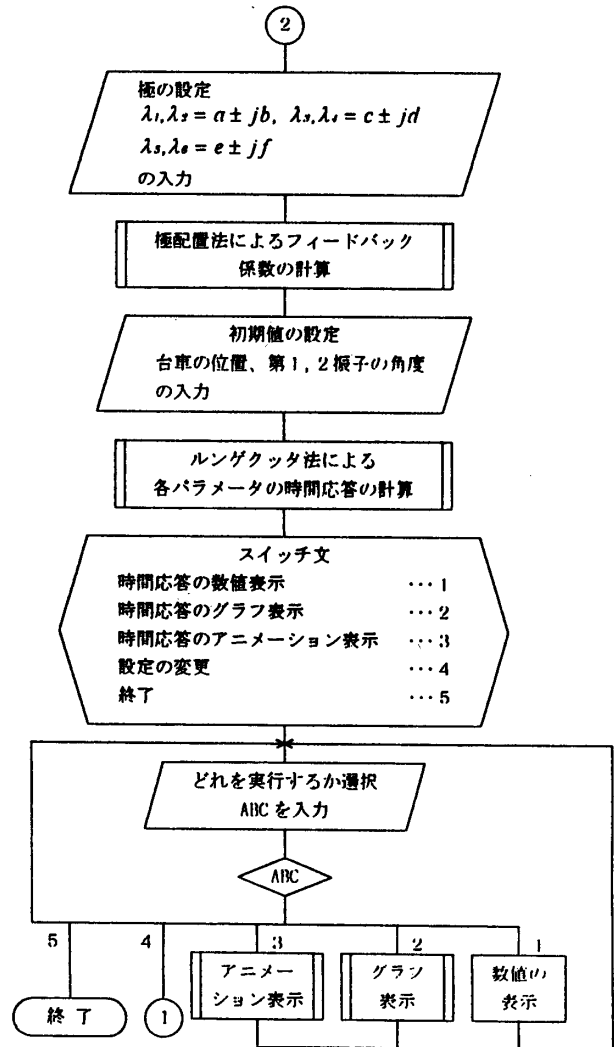 2
極の設定
λ₁,λ₂ = a ± jb, λ₃,λ₄ = c ± jd
λ₅,λ₆ = e ± jf
の入力
極配置法によるフィードバック
係数の計算
初期値の設定
台車の位置、第1,2振子の角度
の入力
ルンゲクッタ法による
各パラメータの時間応答の計算
スイッチ文
時間応答の数値表示 ･･･1
時間応答のグラフ表示 ･･･2
時間応答のアニメーション表示 ･･･3
設定の変更 ･･･4
終了 ･･･5
どれを実行するか選択
ABCを入力
ABC
5 4 3 2 1
終了
1
アニメー
ション表示
グラフ
表示
数値の
表示